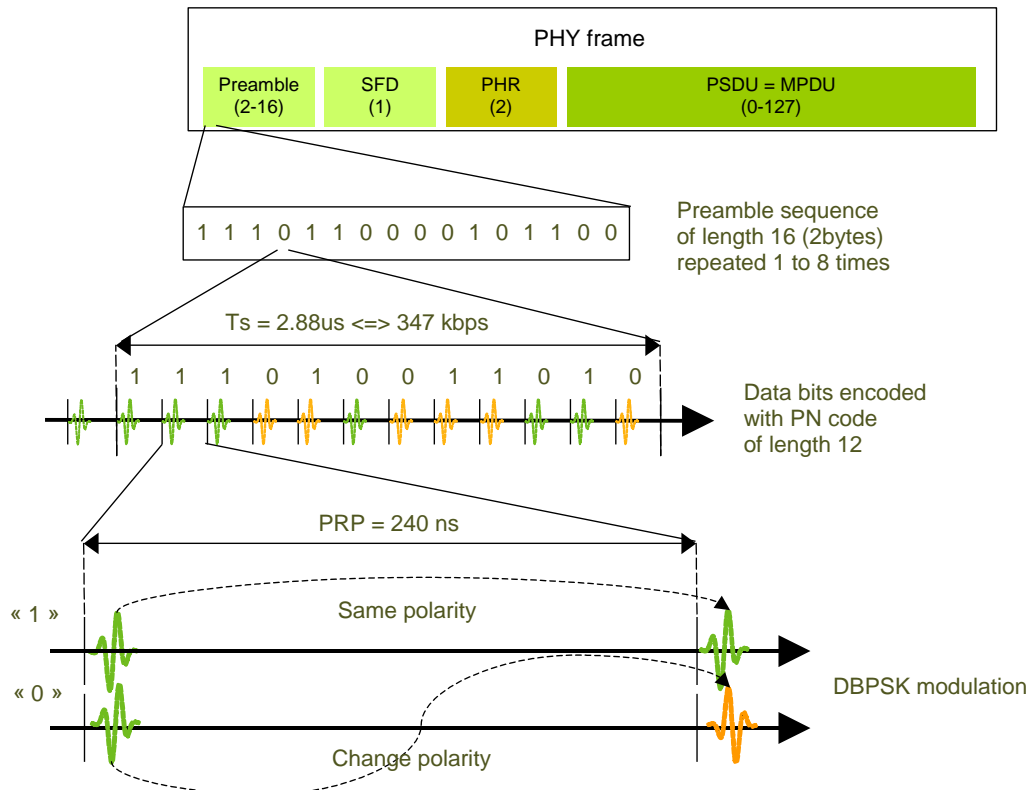 PHY frame
Preamble
(2-16)
SFD
(1)
PHR
(2)
PSDU = MPDU
(0-127)
1 1 1 0 1 1 0 0 0 0 1 0 1 1 0 0
Preamble sequence
of length 16 (2bytes)
repeated 1 to 8 times
Ts = 2.88us <=> 347 kbps
1 1 1 0 1 0 0 1 1 0 1 0
Data bits encoded
with PN code
of length 12
PRP = 240 ns
« 1 »
Same polarity
« 0 »
DBPSK modulation
Change polarity